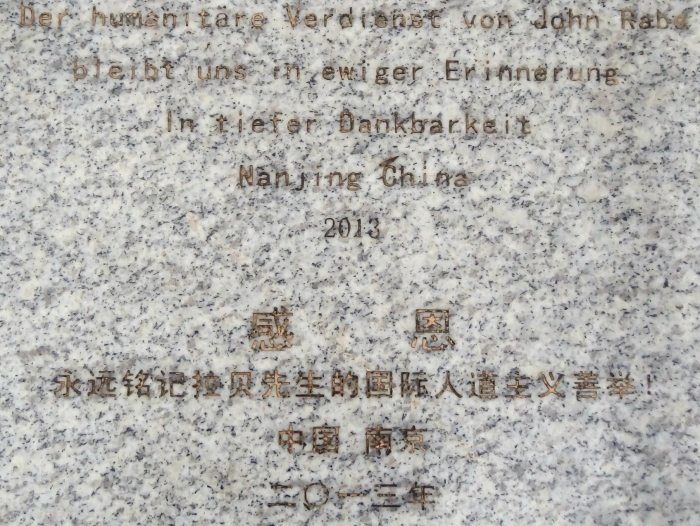 Der humanitäre Verdienst von John Rabe
bleibt uns in ewiger Erinnerung
In tiefer Dankbarkeit
Nanjing China
2013
感 恩
永远铭记拉贝先生的国际人道主义善举！
中国 南京
二〇一三年